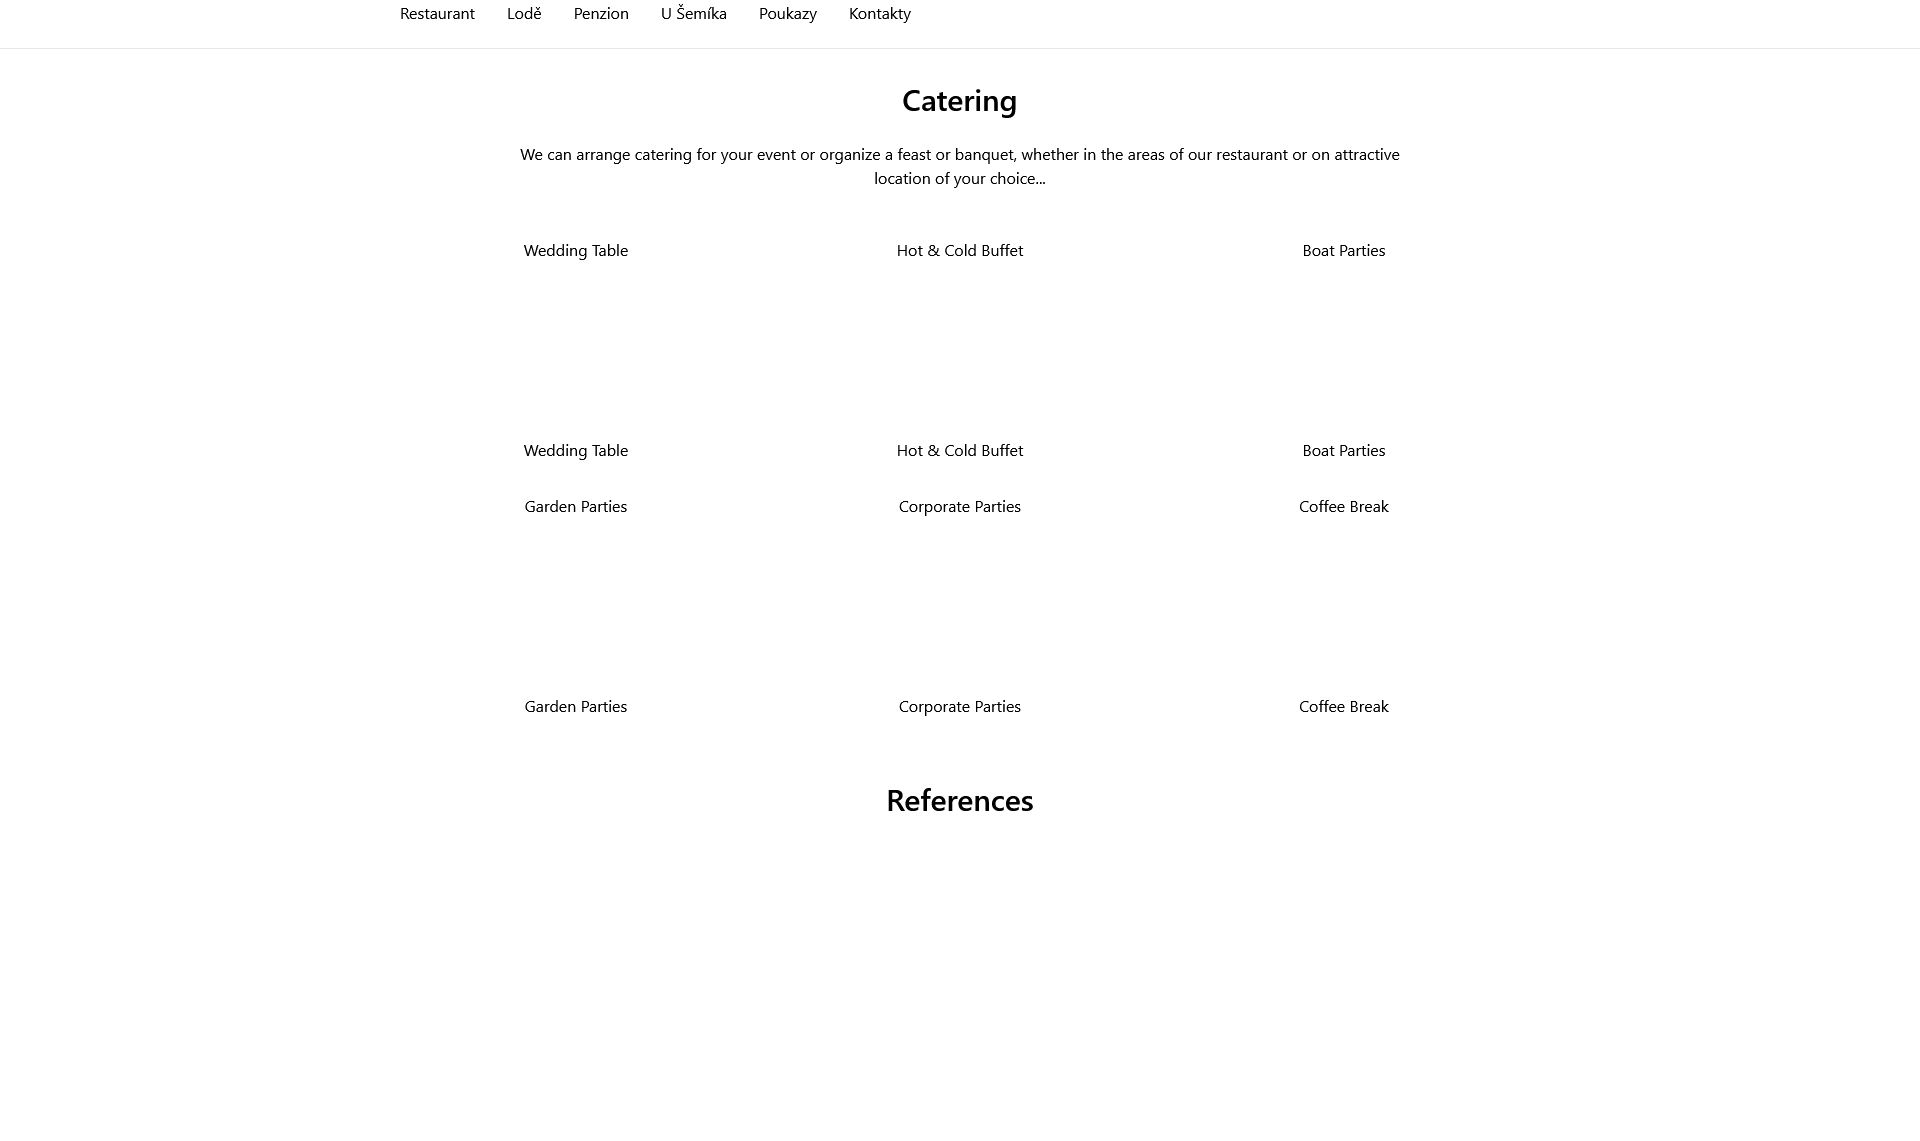 Restaurant Lodě Penzion U Šemíka Poukazy Kontakty
Catering
We can arrange catering for your event or organize a feast or banquet, whether in the areas of our restaurant or on attractive
location of your choice...
Wedding Table Hot & Cold Buffet Boat Parties
Wedding Table Hot & Cold Buffet Boat Parties
Garden Parties Corporate Parties Coffee Break
Garden Parties Corporate Parties Coffee Break
References